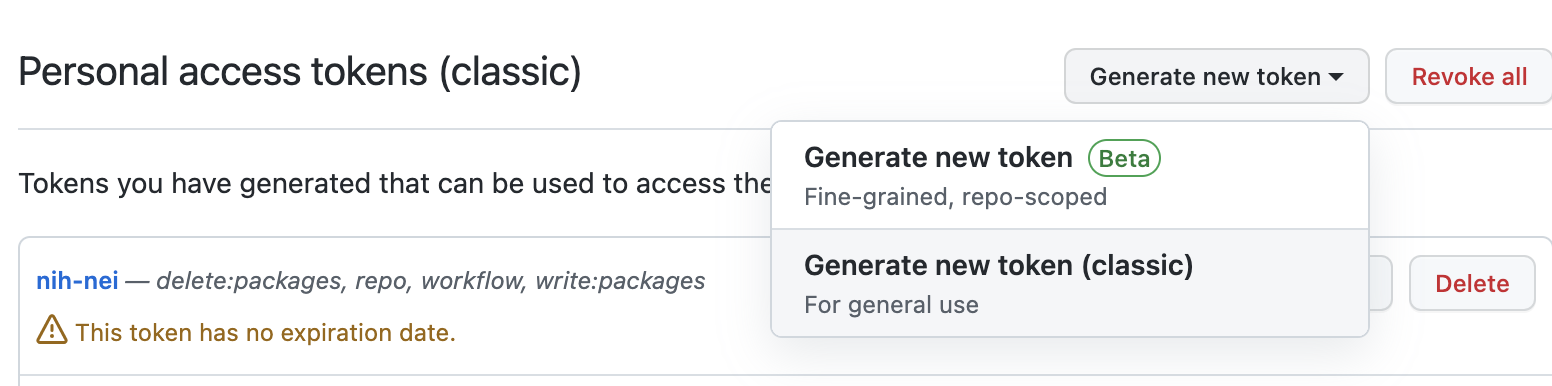 Personal access tokens (classic)
Generate new token
Revoke all
Generate new token Beta
Fine-grained, repo-scoped
Generate new token (classic)
For general use
Tokens you have generated that can be used to access the
nih-nei — delete:packages, repo, workflow, write:packages
Delete
This token has no expiration date.